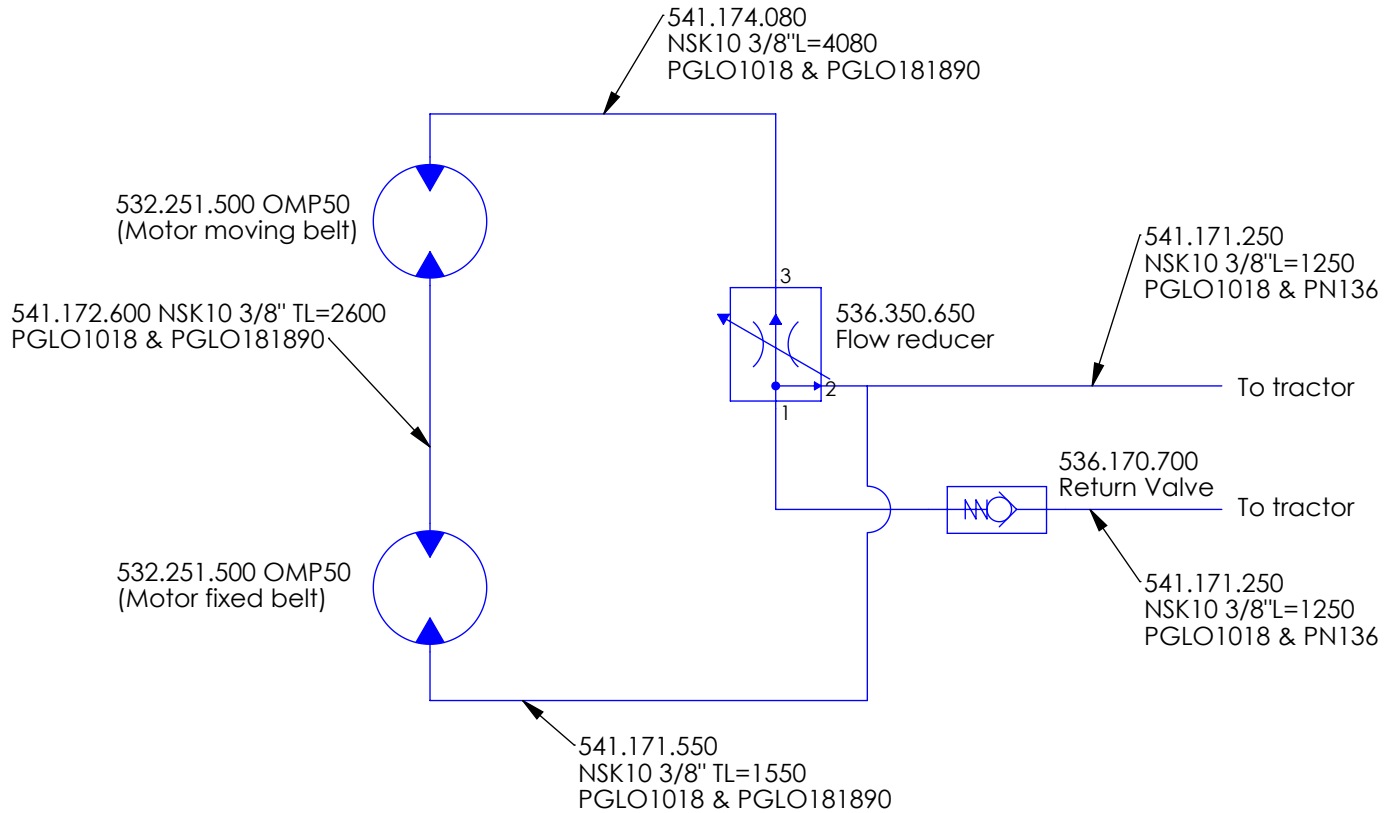 541.174.080
NSK10 3/8"L=4080
PGLO1018 & PGLO181890
532.251.500 OMP50
(Motor moving belt)
541.171.250
NSK10 3/8"L=1250
PGLO1018 & PN136
3
541.172.600 NSK10 3/8" TL=2600
PGLO1018 & PGLO181890
536.350.650
Flow reducer
2
To tractor
1
536.170.700
Return Valve
To tractor
532.251.500 OMP50
(Motor fixed belt)
541.171.250
NSK10 3/8"L=1250
PGLO1018 & PN136
541.171.550
NSK10 3/8" TL=1550
PGLO1018 & PGLO181890